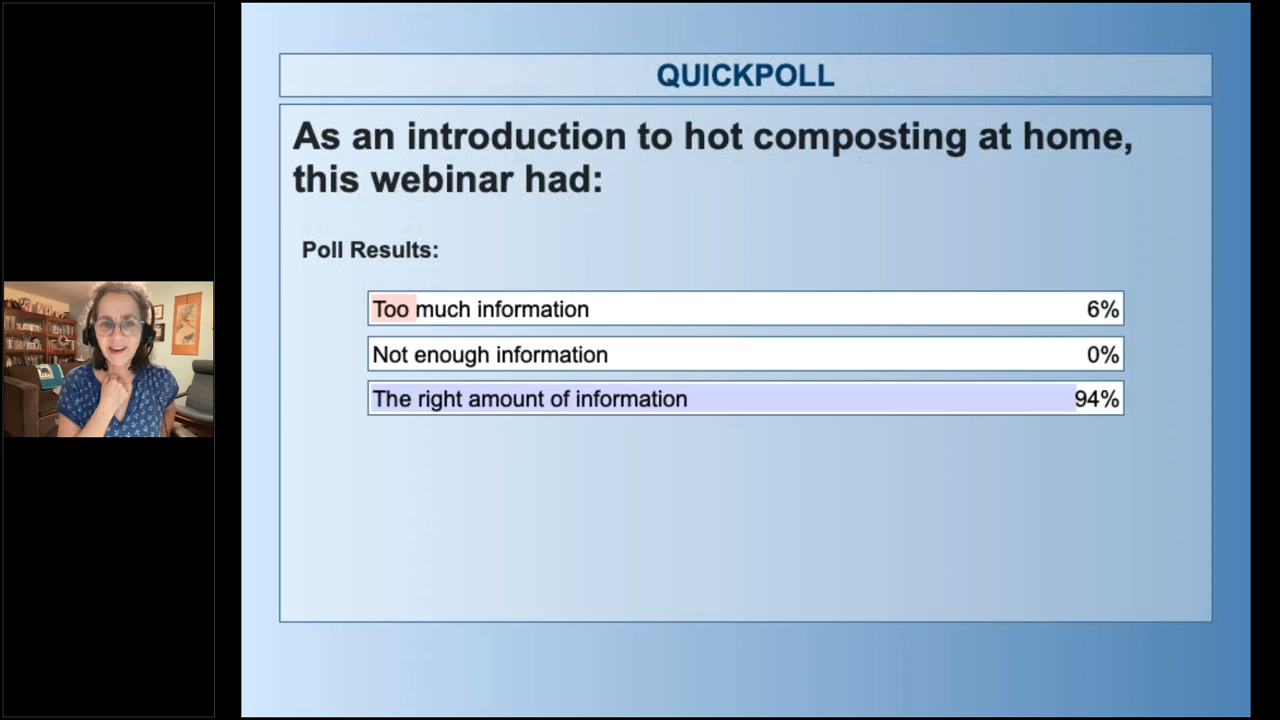 QUICKPOLL
As an introduction to hot composting at home,
this webinar had:
Poll Results:
Too much information 6%
Not enough information 0%
The right amount of information 94%